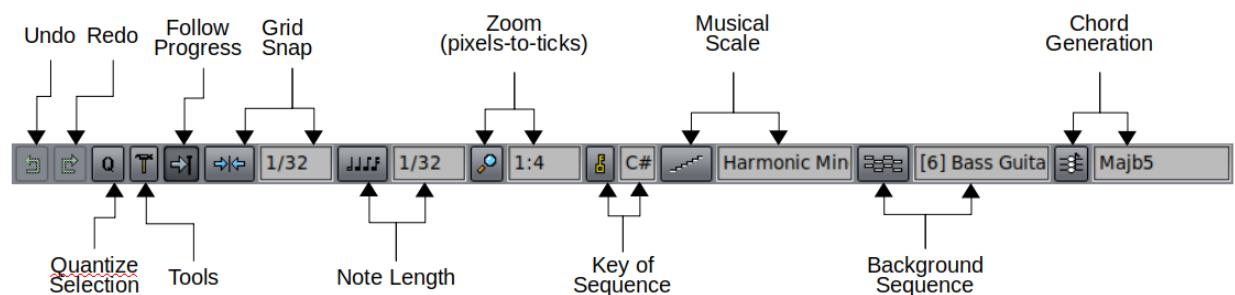 Undo Redo
Follow
Progress
Grid
Snap
Zoom
(pixels-to-ticks)
Musical
Scale
Chord
Generation
Q
1/32
1/32
1:4
C#
Harmonic Min
[6] Bass Guita
Majb5
Quantize
Selection
Tools
Note Length
Key of
Sequence
Background
Sequence